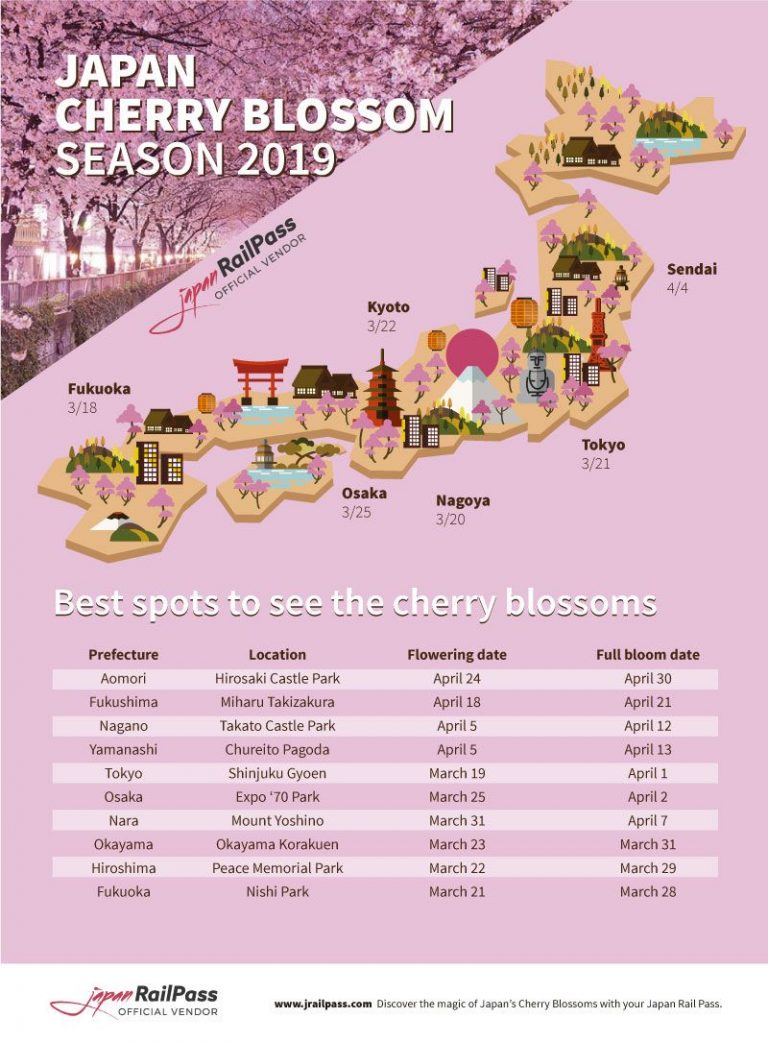 JAPAN
CHERRY BLOSSOM
SEASON 2019
japan RailPass
OFFICIAL VENDOR
Sendai
4/4
Kyoto
3/22
Fukuoka
3/18
Tokyo
3/21
Osaka
3/25
Nagoya
3/20
Best spots to see the cherry blossoms
Prefecture Location Flowering date Full bloom date
Aomori Hirosaki Castle Park April 24 April 30
Fukushima Miharu Takizakura April 18 April 21
Nagano Takato Castle Park April 5 April 12
Yamanashi Chureito Pagoda April 5 April 13
Tokyo Shinjuku Gyoen March 19 April 1
Osaka Expo ‘70 Park March 25 April 2
Nara Mount Yoshino March 31 April 7
Okayama Okayama Korakuen March 23 March 31
Hiroshima Peace Memorial Park March 22 March 29
Fukuoka Nishi Park March 21 March 28
japan RailPass
OFFICIAL VENDOR
www.jrailpass.com Discover the magic of Japan’s Cherry Blossoms with your Japan Rail Pass.